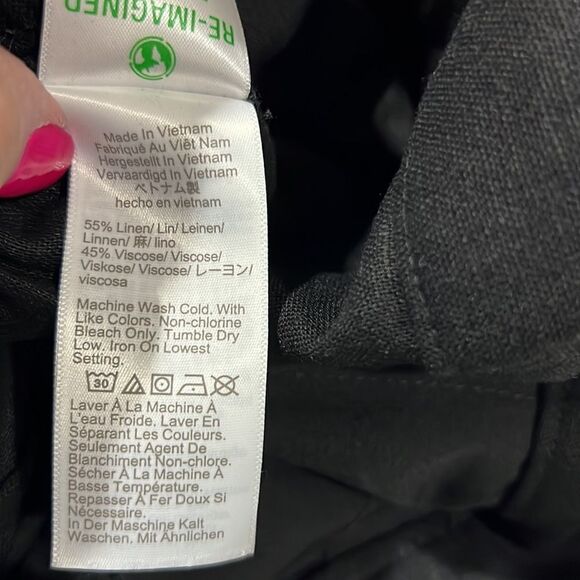 RE-IMAGINED
Made In Vietnam
Fabriqué Au Viêt Nam
Hergestellt In Vietnam
Vervaardigd In Vietnam
ベトナム製
hecho en vietnam
55% Linen/ Lin/ Leinen/
Linnen/ 麻/ lino
45% Viscose/ Viscose/
Viskose/ Viscose/ レーヨン/
viscosa
Machine Wash Cold, With
Like Colors. Non-chlorine
Bleach Only. Tumble Dry
Low. Iron On Lowest
Setting.
30
Laver À La Machine À
L'eau Froide. Laver En
Séparant Les Couleurs.
Seulement Agent De
Blanchiment Non-chlore.
Sécher À La Machine À
Basse Température.
Repasser À Fer Doux Si
Nécessaire.
In Der Maschine Kalt
Waschen. Mit Ähnlichen